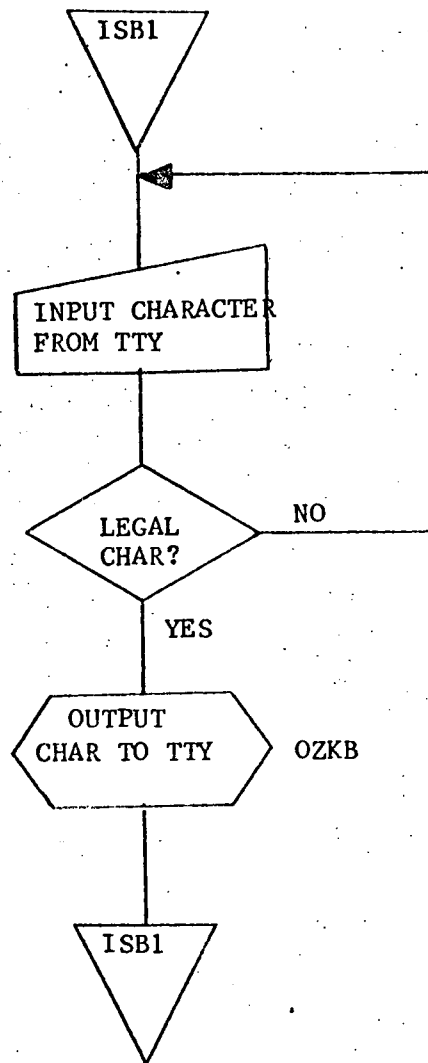 ISB1
INPUT CHARACTER
FROM TTY
LEGAL
CHAR?
NO
YES
OUTPUT
CHAR TO TTY
OZKB
ISB1